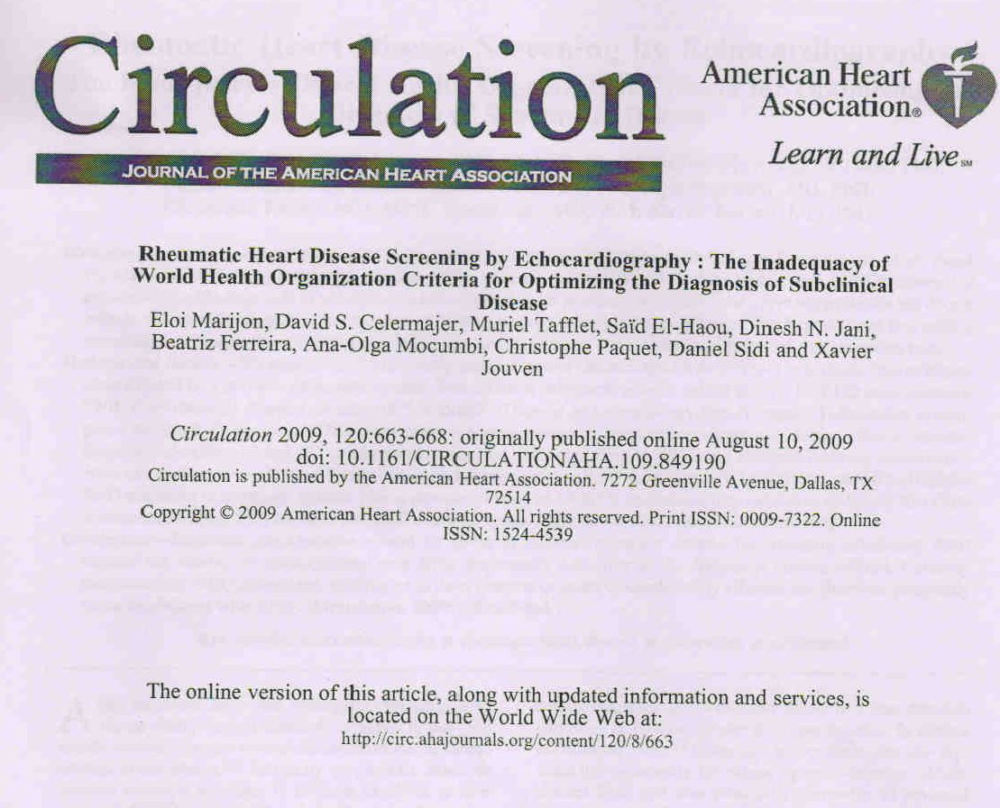 Circulation
JOURNAL OF THE AMERICAN HEART ASSOCIATION
American Heart
Association®
Learn and Live℠
Rheumatic Heart Disease Screening by Echocardiography : The Inadequacy of
World Health Organization Criteria for Optimizing the Diagnosis of Subclinical
Disease
Eloi Marijon, David S. Celermajer, Muriel Tafflet, Saïd El-Haou, Dinesh N. Jani,
Beatriz Ferreira, Ana-Olga Mocumbi, Christophe Paquet, Daniel Sidi and Xavier
Jouven
Circulation 2009, 120:663-668: originally published online August 10, 2009
doi: 10.1161/CIRCULATIONAHA.109.849190
Circulation is published by the American Heart Association. 7272 Greenville Avenue, Dallas, TX
72514
Copyright © 2009 American Heart Association. All rights reserved. Print ISSN: 0009-7322. Online
ISSN: 1524-4539
The online version of this article, along with updated information and services, is
located on the World Wide Web at:
http://circ.ahajournals.org/content/120/8/663